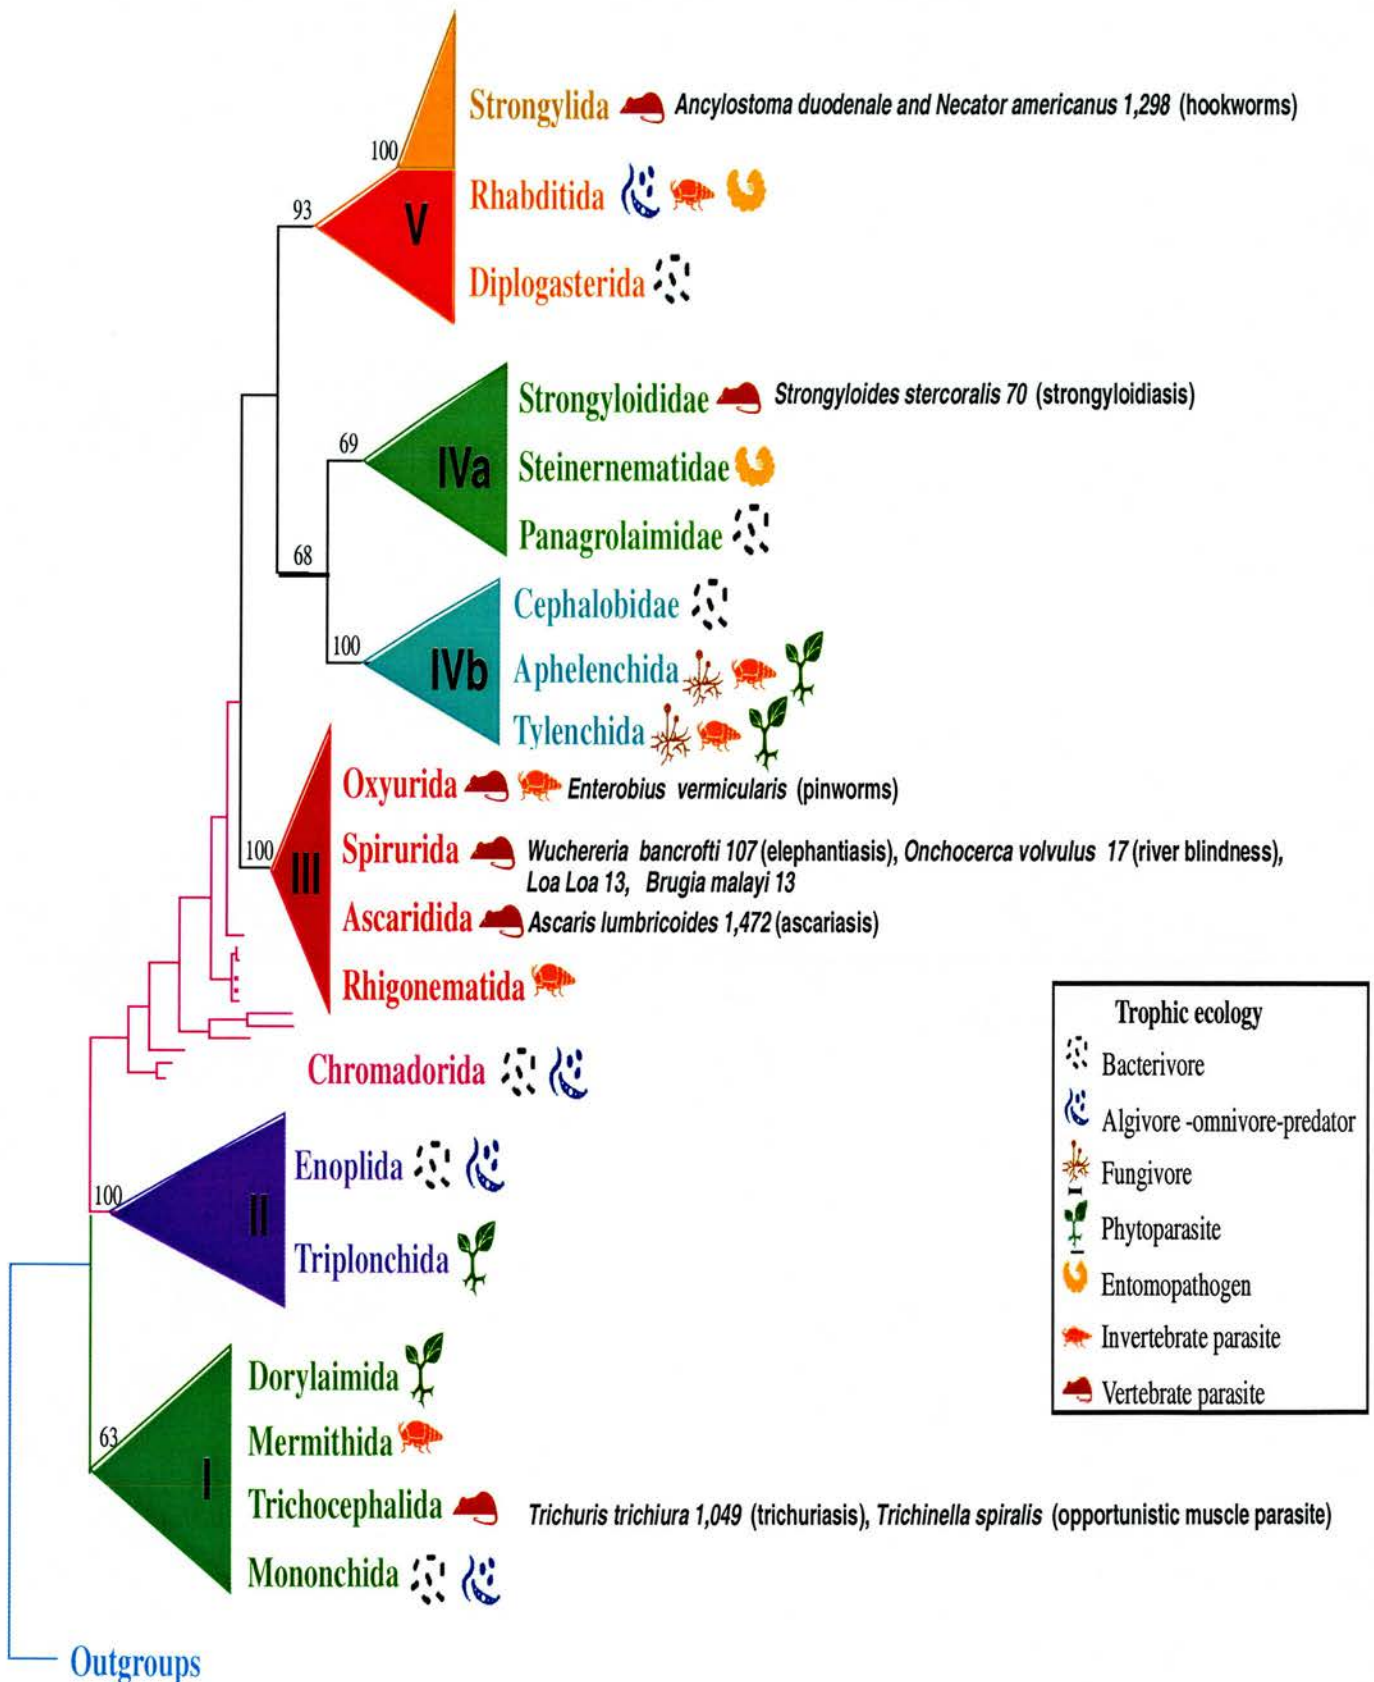 Strongylida Ancylostoma duodenale and Necator americanus 1,298 (hookworms)
100
Rhabditida
93
V
Diplogasterida
Strongyloididae Strongyloides stercoralis 70 (strongyloidiasis)
69
IVa
Steinernematidae
Panagrolaimidae
68
Cephalobidae
100
IVb
Aphelenchida
Tylenchida
Oxyurida Enterobius vermicularis (pinworms)
100
III
Spirurida Wuchereria bancrofti 107 (elephantiasis), Onchocerca volvulus 17 (river blindness),
Loa Loa 13, Brugia malayi 13
Ascaridida Ascaris lumbricoides 1,472 (ascariasis)
Rhigonematida
Chromadorida
Enoplida
100
II
Triplonchida
Dorylaimida
63
Mermithida
I
Trichocephalida Trichuris trichiura 1,049 (trichuriasis), Trichinella spiralis (opportunistic muscle parasite)
Mononchida
Outgroups
Trophic ecology
Bacterivore
Algivore -omnivore-predator
Fungivore
Phytoparasite
Entomopathogen
Invertebrate parasite
Vertebrate parasite